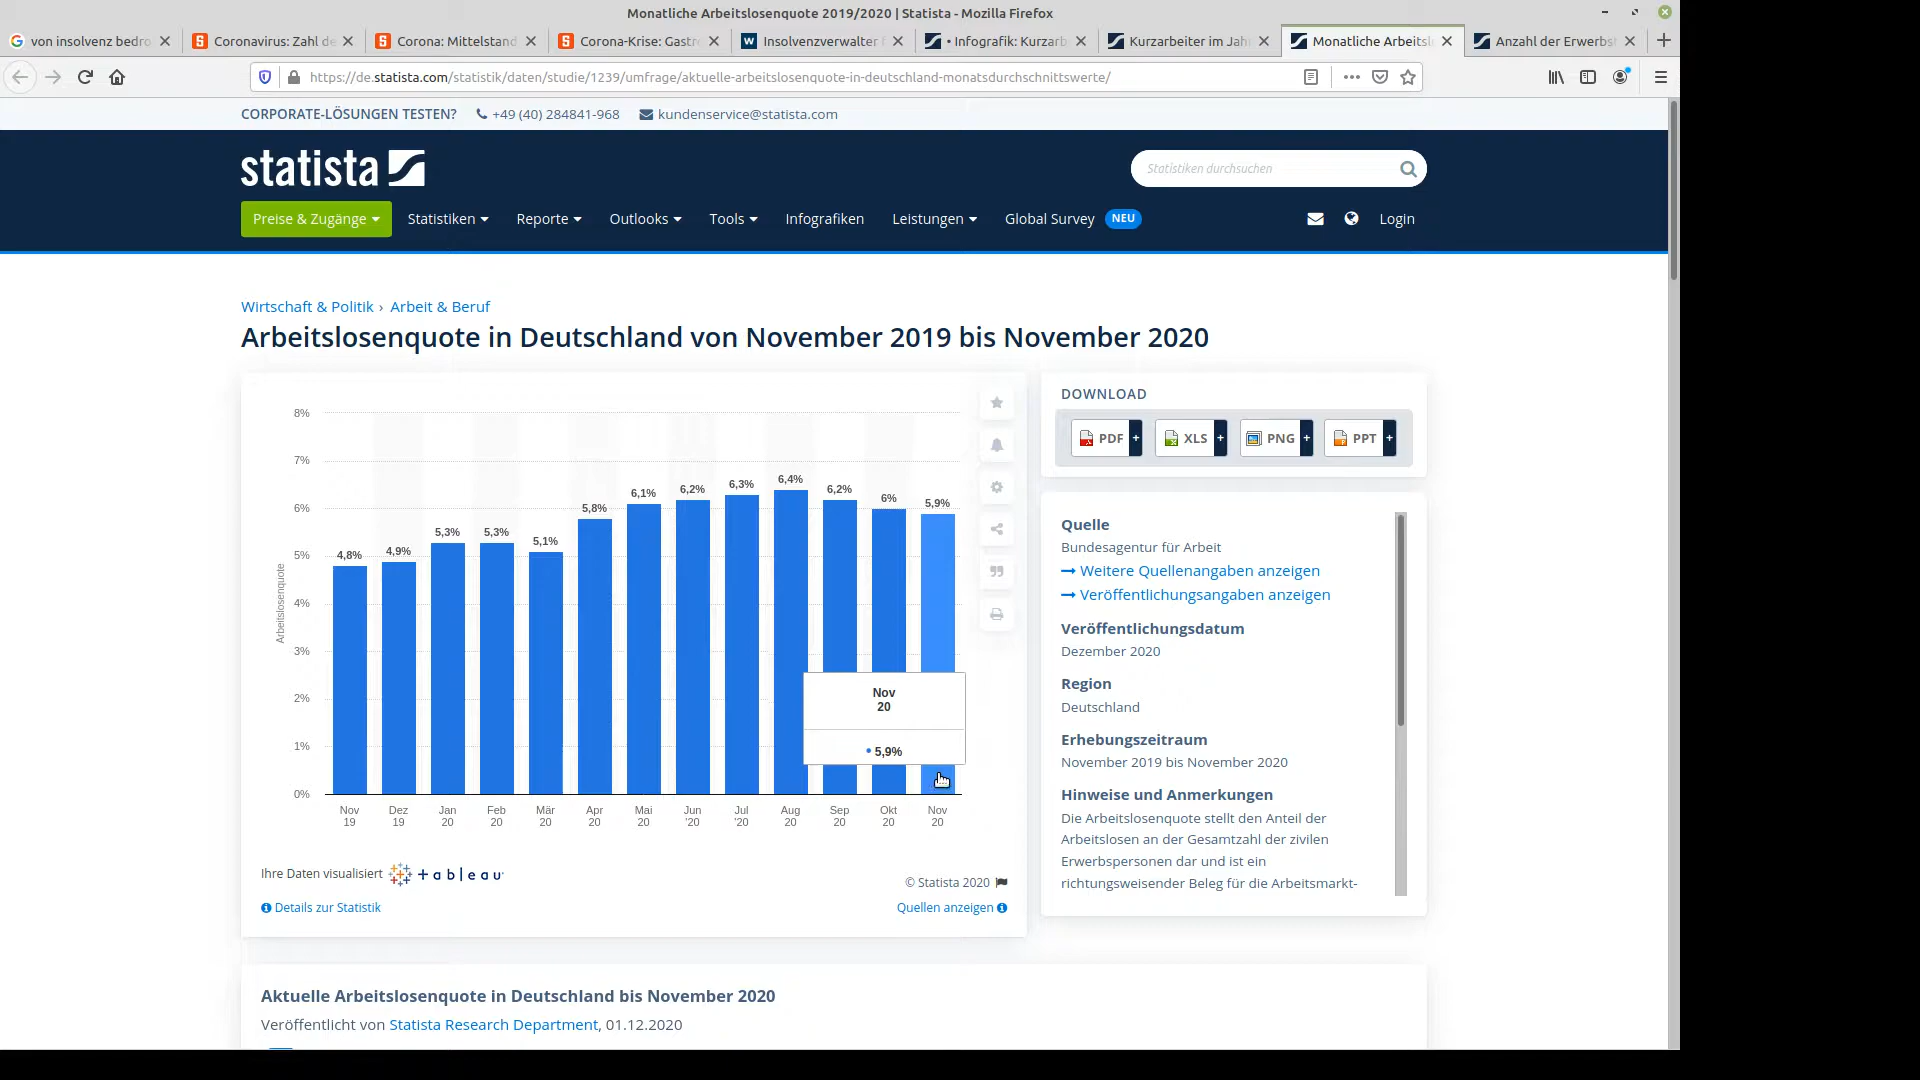 Monatliche Arbeitslosenquote 2019/2020 | Statista - Mozilla Firefox
von insolvenz bedro
Coronavirus: Zahl de
Corona: Mittelstand
Corona-Krise: Gastr
Insolvenzverwalter f
• Infografik: Kurzarb
Kurzarbeiter im Jah
Monatliche Arbeitsl
Anzahl der Erwerbs
https://de.statista.com/statistik/daten/studie/1239/umfrage/aktuelle-arbeitslosenquote-in-deutschland-monatsdurchschnittswerte/
CORPORATE-LÖSUNGEN TESTEN? +49 (40) 284841-968 kundenservice@statista.com
statista
Statistiken durchsuchen
Preise & Zugänge Statistiken Reporte Outlooks Tools Infografiken Leistungen Global Survey NEU Login
Wirtschaft & Politik › Arbeit & Beruf
Arbeitslosenquote in Deutschland von November 2019 bis November 2020
8%
7%
6%
5%
4%
3%
2%
1%
0%
Arbeitslosenquote
4,8%
4,9%
5,3%
5,3%
5,1%
5,8%
6,1%
6,2%
6,3%
6,4%
6,2%
6%
5,9%
Nov
20
• 5,9%
Nov
19
Dez
19
Jan
20
Feb
20
Mär
20
Apr
20
Mai
20
Jun
'20
Jul
'20
Aug
20
Sep
20
Okt
20
Nov
20
Ihre Daten visualisiert +ableau
© Statista 2020
Details zur Statistik
Quellen anzeigen
DOWNLOAD
PDF + XLS + PNG + PPT +
Quelle
Bundesagentur für Arbeit
Weitere Quellenangaben anzeigen
Veröffentlichungsangaben anzeigen
Veröffentlichungsdatum
Dezember 2020
Region
Deutschland
Erhebungszeitraum
November 2019 bis November 2020
Hinweise und Anmerkungen
Die Arbeitslosenquote stellt den Anteil der
Arbeitslosen an der Gesamtzahl der zivilen
Erwerbspersonen dar und ist ein
richtungsweisender Beleg für die Arbeitsmarkt-
Aktuelle Arbeitslosenquote in Deutschland bis November 2020
Veröffentlicht von Statista Research Department, 01.12.2020